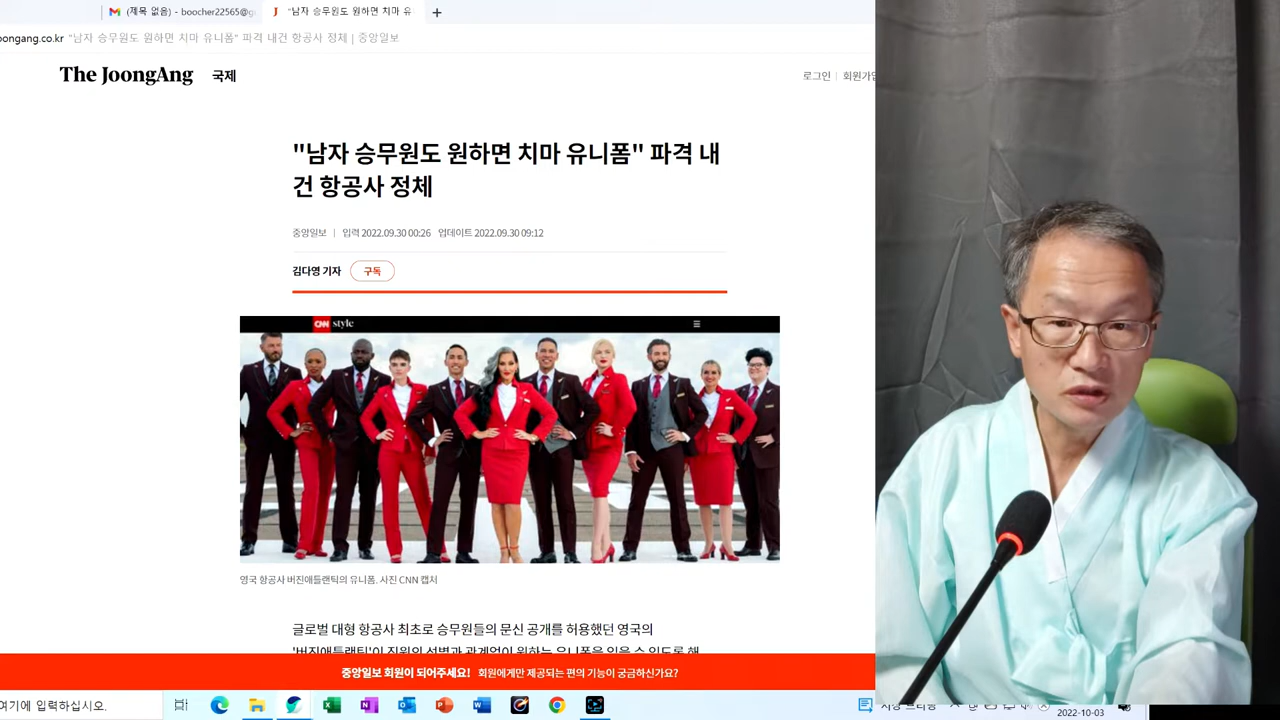 (제목 없음) - boocher22565@g
"남자 승무원도 원하면 치마 유
oongang.co.kr "남자 승무원도 원하면 치마 유니폼" 파격 내건 항공사 정체 | 중앙일보
The JoongAng 국제
로그인 | 회원가입
"남자 승무원도 원하면 치마 유니폼" 파격 내
건 항공사 정체
중앙일보 | 입력 2022.09.30 00:26 업데이트 2022.09.30 09:12
김다영 기자 구독
CNN style
영국 항공사 버진애틀랜틱의 유니폼. 사진 CNN 캡처
글로벌 대형 항공사 최초로 승무원들의 문신 공개를 허용했던 영국의
'버진애틀랜틱'이 직원의 성별과 관계없이 원하는 유니폼을 입을 수 있도록 해
중앙일보 회원이 되어주세요! 회원에게만 제공되는 편의 기능이 궁금하신가요?
여기에 입력하십시오.
2022-10-03